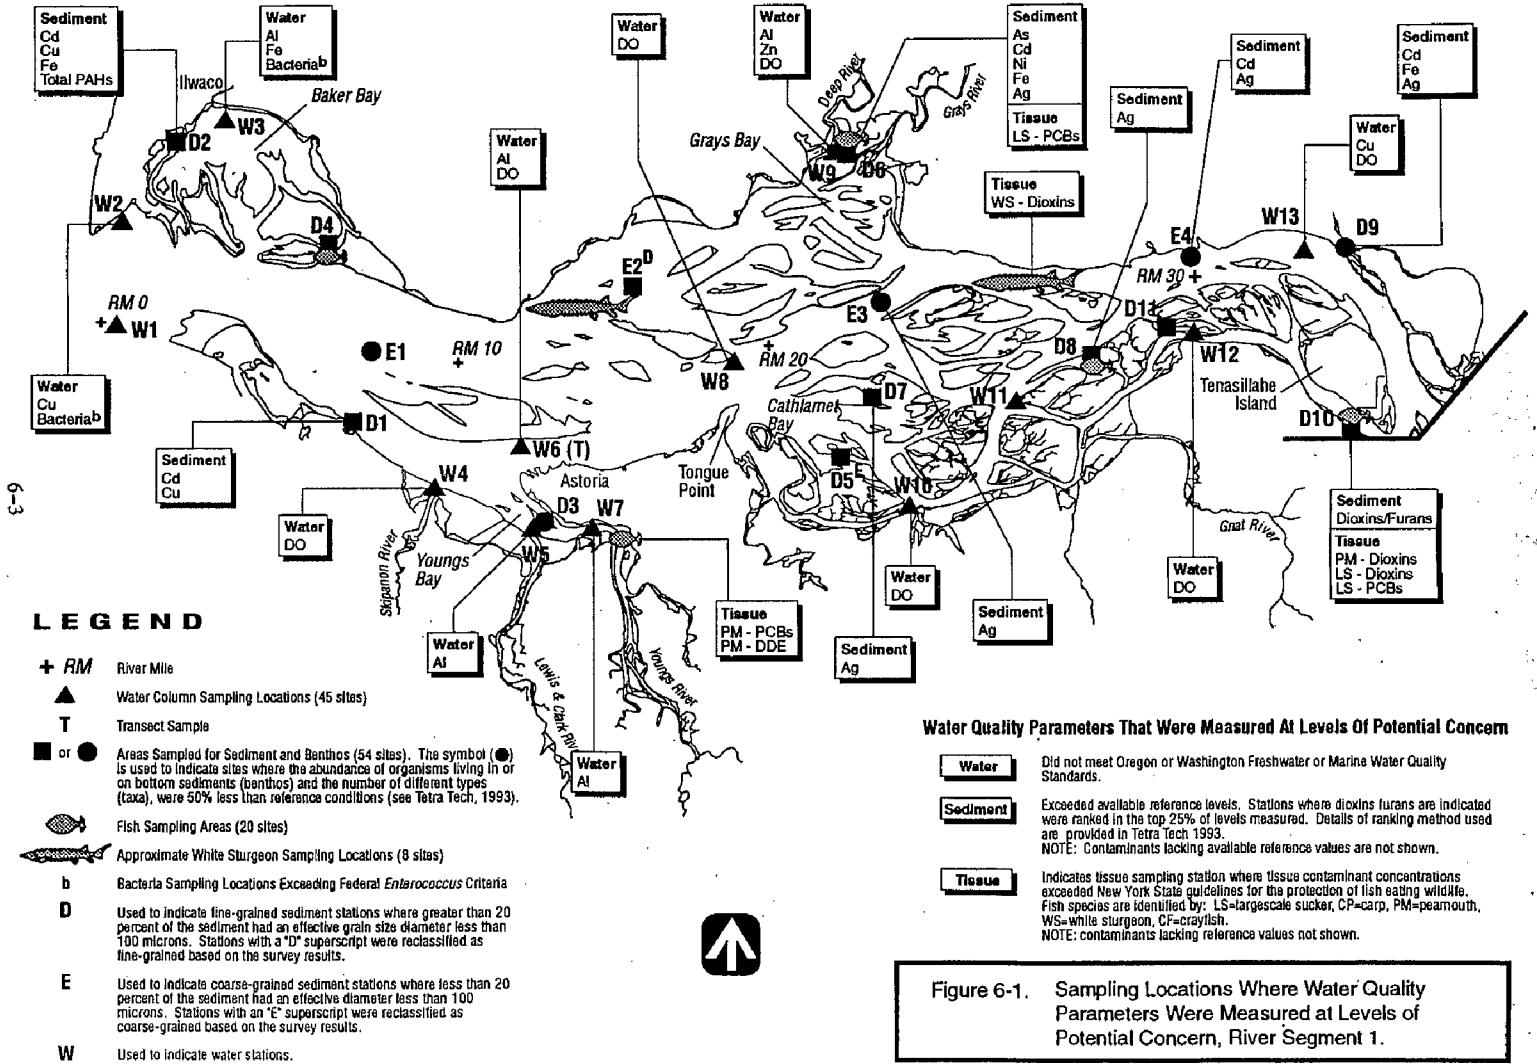 Sediment
Cd
Cu
Fe
Total PAHs
Water
Al
Fe
Bacteria b
Water
DO
Water
Al
Zn
DO
Sediment
As
Cd
Ni
Fe
Ag
Tissue
LS - PCBs
Sediment
Cd
Ag
Sediment
Cd
Fe
Ag
Sediment
Ag
Water
Cu
DO
Water
Al
DO
Tissue
WS - Dioxins
Ilwaco
Baker Bay
Deep River
Grays River
Grays Bay
W3
D2
W9
D6
W2
D4
E2 D
E4
W13
D9
RM 30 +
RM 0
+
W1
E3
D11
E1
RM 10
+
W8
+
RM 20
D8
W12
Tenasillahe
Island
Water
Cu
Bacteria b
D7
W11
Cathlamet
Bay
D10
D1
W6 (T)
Sediment
Cd
Cu
Astoria
Tongue
Point
D5 E
W10
W4
D3
W7
W5
Water
DO
Skipanon River
Youngs
Bay
Gnat River
Sediment
Dioxins/Furans
Tissue
PM - Dioxins
LS - Dioxins
LS - PCBs
Water
DO
Water
DO
Sediment
Ag
Tissue
PM - PCBs
PM - DDE
Sediment
Ag
Water
Al
Lewis & Clark River
Youngs River
Water
Al
6-3
LEGEND
+ RM River Mile
Water Column Sampling Locations (45 sites)
T Transect Sample
or Areas Sampled for Sediment and Benthos (54 sites). The symbol (●)
is used to indicate sites where the abundance of organisms living in or
on bottom sediments (benthos) and the number of different types
(taxa), were 50% less than reference conditions (see Tetra Tech, 1993).
Fish Sampling Areas (20 sites)
Approximate White Sturgeon Sampling Locations (8 sites)
b Bacteria Sampling Locations Exceeding Federal Enterococcus Criteria
D Used to indicate fine-grained sediment stations where greater than 20
percent of the sediment had an effective grain size diameter less than
100 microns. Stations with a "D" superscript were reclassified as
fine-grained based on the survey results.
E Used to indicate coarse-grained sediment stations where less than 20
percent of the sediment had an effective diameter less than 100
microns. Stations with an "E" superscript were reclassified as
coarse-grained based on the survey results.
W Used to indicate water stations.
Water Quality Parameters That Were Measured At Levels Of Potential Concern
Water Did not meet Oregon or Washington Freshwater or Marine Water Quality
Standards.
Sediment Exceeded available reference levels. Stations where dioxins furans are indicated
were ranked in the top 25% of levels measured. Details of ranking method used
are provided in Tetra Tech 1993.
NOTE: Contaminants lacking available reference values are not shown.
Tissue Indicates tissue sampling station where tissue contaminant concentrations
exceeded New York State guidelines for the protection of fish eating wildlife.
Fish species are identified by: LS=largescale sucker, CP=carp, PM=peamouth,
WS=white sturgeon, CF=crayfish.
NOTE: contaminants lacking reference values not shown.
Figure 6-1. Sampling Locations Where Water Quality
Parameters Were Measured at Levels of
Potential Concern, River Segment 1.